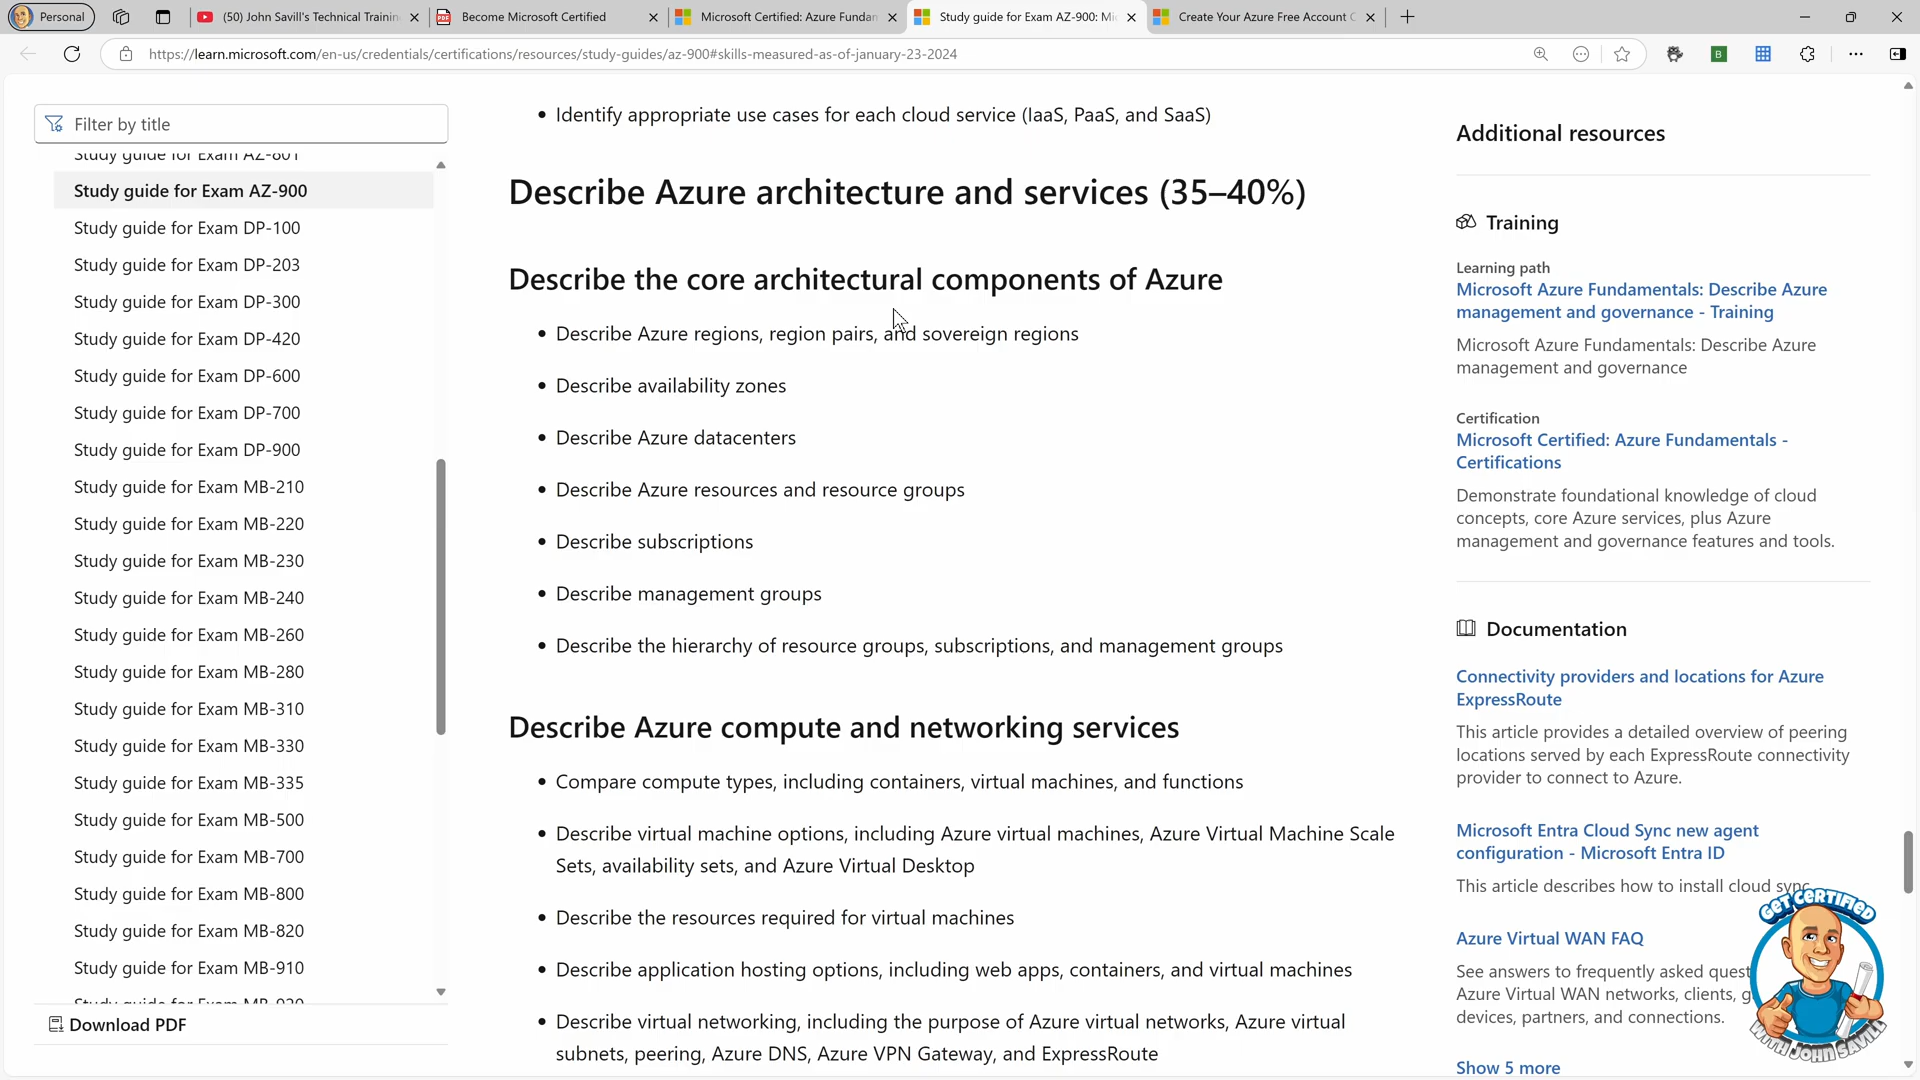 Personal
(50) John Savill's Technical Trainin
Become Microsoft Certified
Microsoft Certified: Azure Fundam
Study guide for Exam AZ-900: Mi
Create Your Azure Free Account O
https://learn.microsoft.com/en-us/credentials/certifications/resources/study-guides/az-900#skills-measured-as-of-january-23-2024
Filter by title
Study guide for Exam AZ-801
Study guide for Exam AZ-900
Study guide for Exam DP-100
Study guide for Exam DP-203
Study guide for Exam DP-300
Study guide for Exam DP-420
Study guide for Exam DP-600
Study guide for Exam DP-700
Study guide for Exam DP-900
Study guide for Exam MB-210
Study guide for Exam MB-220
Study guide for Exam MB-230
Study guide for Exam MB-240
Study guide for Exam MB-260
Study guide for Exam MB-280
Study guide for Exam MB-310
Study guide for Exam MB-330
Study guide for Exam MB-335
Study guide for Exam MB-500
Study guide for Exam MB-700
Study guide for Exam MB-800
Study guide for Exam MB-820
Study guide for Exam MB-910
Study guide for Exam MB-920
Download PDF
• Identify appropriate use cases for each cloud service (IaaS, PaaS, and SaaS)
Describe Azure architecture and services (35–40%)
Describe the core architectural components of Azure
• Describe Azure regions, region pairs, and sovereign regions
• Describe availability zones
• Describe Azure datacenters
• Describe Azure resources and resource groups
• Describe subscriptions
• Describe management groups
• Describe the hierarchy of resource groups, subscriptions, and management groups
Describe Azure compute and networking services
• Compare compute types, including containers, virtual machines, and functions
• Describe virtual machine options, including Azure virtual machines, Azure Virtual Machine Scale
Sets, availability sets, and Azure Virtual Desktop
• Describe the resources required for virtual machines
• Describe application hosting options, including web apps, containers, and virtual machines
• Describe virtual networking, including the purpose of Azure virtual networks, Azure virtual
subnets, peering, Azure DNS, Azure VPN Gateway, and ExpressRoute
Additional resources
Training
Learning path
Microsoft Azure Fundamentals: Describe Azure
management and governance - Training
Microsoft Azure Fundamentals: Describe Azure
management and governance
Certification
Microsoft Certified: Azure Fundamentals -
Certifications
Demonstrate foundational knowledge of cloud
concepts, core Azure services, plus Azure
management and governance features and tools.
Documentation
Connectivity providers and locations for Azure
ExpressRoute
This article provides a detailed overview of peering
locations served by each ExpressRoute connectivity
provider to connect to Azure.
Microsoft Entra Cloud Sync new agent
configuration - Microsoft Entra ID
This article describes how to install cloud sync.
Azure Virtual WAN FAQ
See answers to frequently asked quest
Azure Virtual WAN networks, clients, g
devices, partners, and connections.
Show 5 more
GET CERTIFIED
WITH JOHN SAVILL